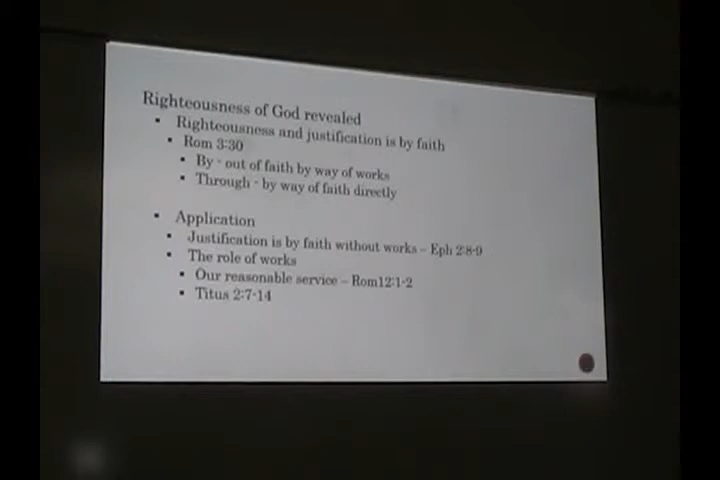 Righteousness of God revealed
▪ Righteousness and justification is by faith
▪ Rom 3:30
▪ By - out of faith by way of works
▪ Through - by way of faith directly
▪ Application
▪ Justification is by faith without works – Eph 2:8-9
▪ The role of works
▪ Our reasonable service – Rom12:1-2
▪ Titus 2:7-14